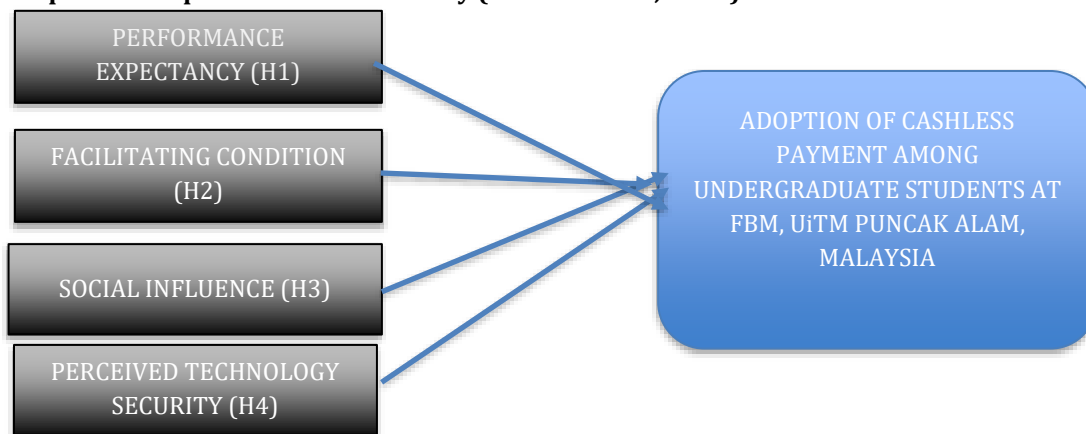 PERFORMANCE
EXPECTANCY (H1)
FACILITATING CONDITION
(H2)
SOCIAL INFLUENCE (H3)
PERCEIVED TECHNOLOGY
SECURITY (H4)
ADOPTION OF CASHLESS
PAYMENT AMONG
UNDERGRADUATE STUDENTS AT
FBM, UiTM PUNCAK ALAM,
MALAYSIA